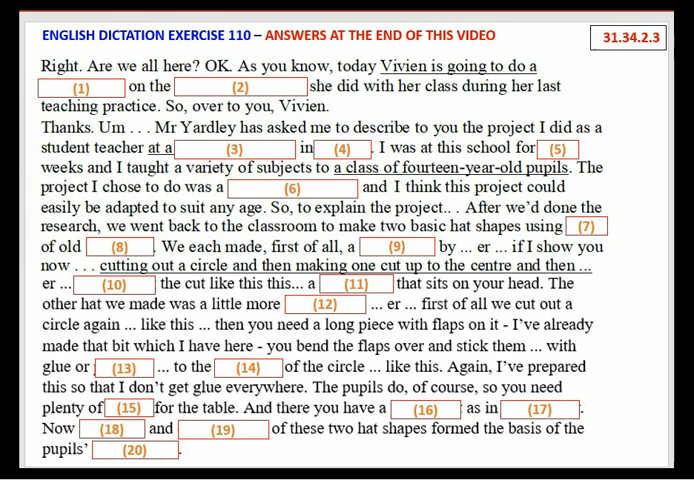 ENGLISH DICTATION EXERCISE 110 – ANSWERS AT THE END OF THIS VIDEO
31.34.2.3
Right. Are we all here? OK. As you know, today Vivien is going to do a
(1) on the (2) she did with her class during her last
teaching practice. So, over to you, Vivien.
Thanks. Um . . . Mr Yardley has asked me to describe to you the project I did as a
student teacher at a (3) in (4) . I was at this school for (5)
weeks and I taught a variety of subjects to a class of fourteen-year-old pupils. The
project I chose to do was a (6) and I think this project could
easily be adapted to suit any age. So, to explain the project.. . After we'd done the
research, we went back to the classroom to make two basic hat shapes using (7)
of old (8) . We each made, first of all, a (9) by ... er ... if I show you
now . . . cutting out a circle and then making one cut up to the centre and then ...
er ... (10) the cut like this this... a (11) that sits on your head. The
other hat we made was a little more (12) ... er ... first of all we cut out a
circle again ... like this ... then you need a long piece with flaps on it - I've already
made that bit which I have here - you bend the flaps over and stick them ... with
glue or (13) ... to the (14) of the circle ... like this. Again, I've prepared
this so that I don't get glue everywhere. The pupils do, of course, so you need
plenty of (15) for the table. And there you have a (16) as in (17) .
Now (18) and (19) of these two hat shapes formed the basis of the
pupils' (20) .